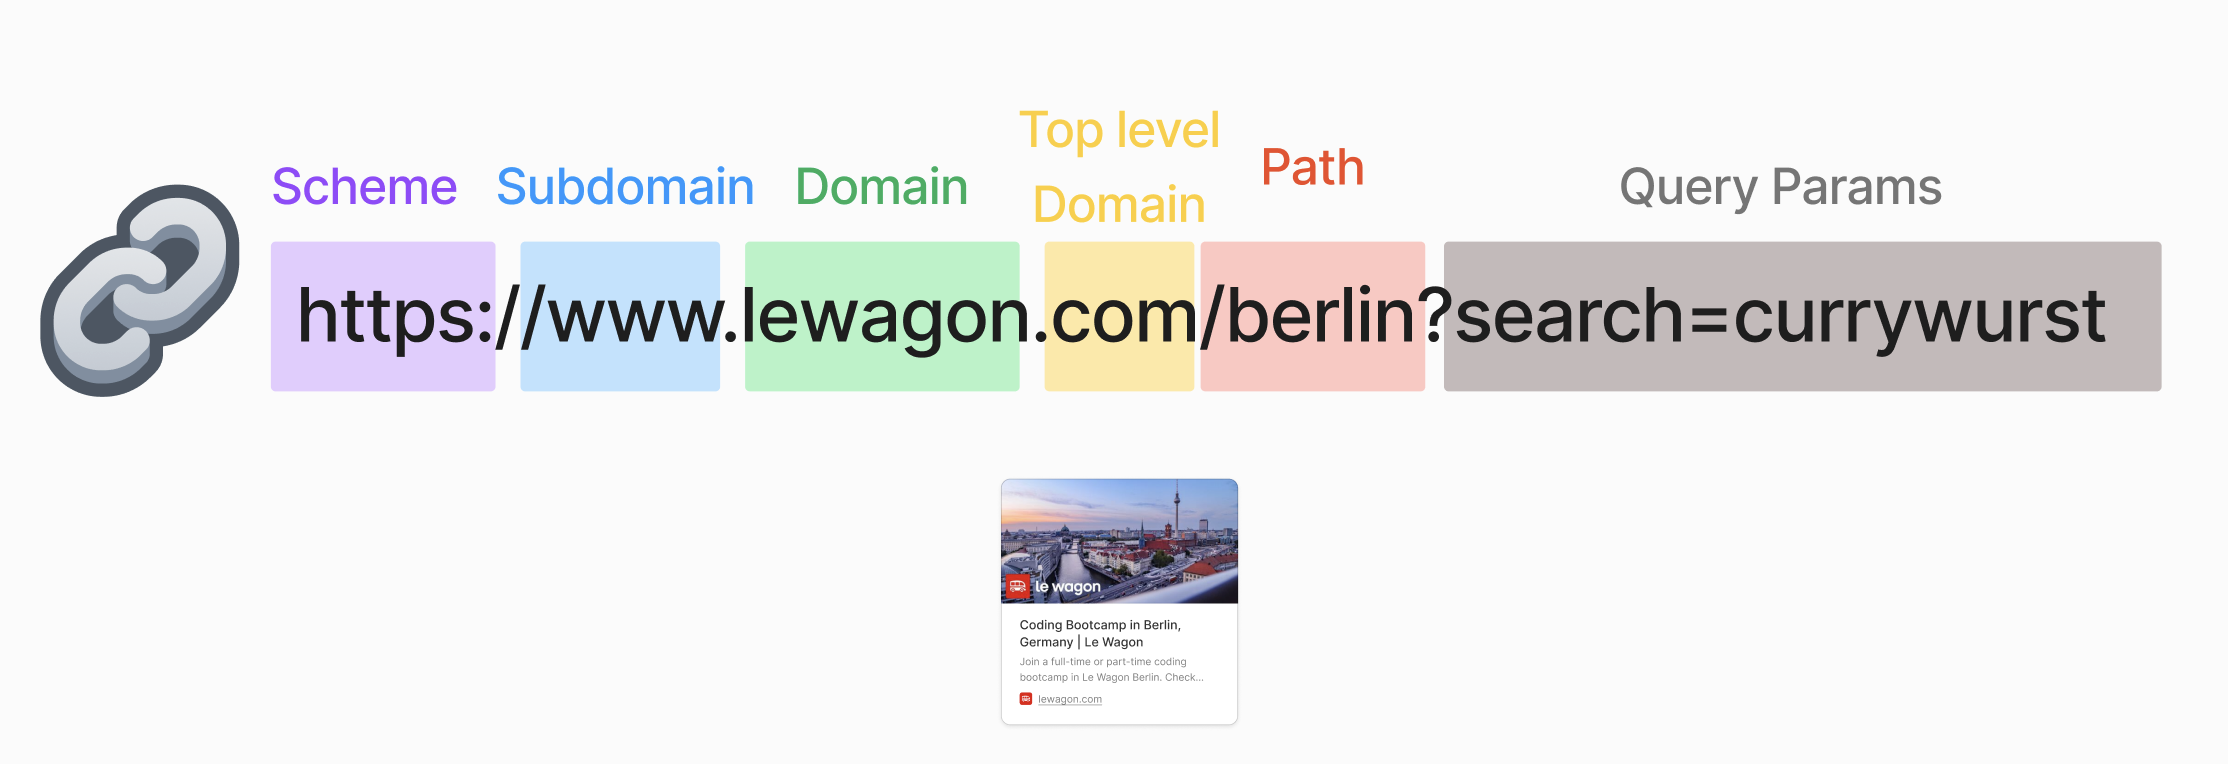 Scheme
Subdomain
Domain
Top level
Domain
Path
Query Params
https://www.lewagon.com/berlin?search=currywurst
le wagon
Coding Bootcamp in Berlin,
Germany | Le Wagon
Join a full-time or part-time coding
bootcamp in Le Wagon Berlin. Check...
lewagon.com